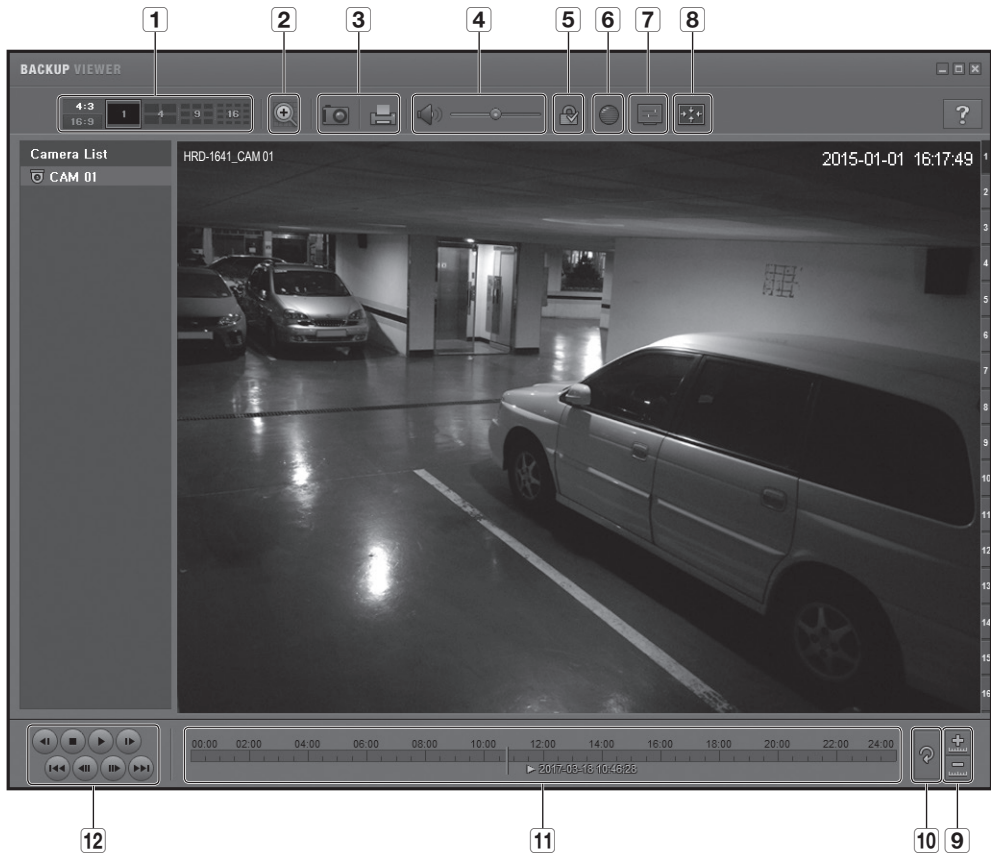 1 2 3 4 5 6 7 8
BACKUP VIEWER
4:3
16:9
1 4 9 16
?
Camera List
CAM 01
HRD-1641_CAM 01
2015-01-01 16:17:49
1
2
3
4
5
6
7
8
9
10
11
12
13
14
15
16
00:00 02:00 04:00 06:00 08:00 10:00 12:00 14:00 16:00 18:00 20:00 22:00 24:00
2017-03-18 10:46:28
12 11 10 9